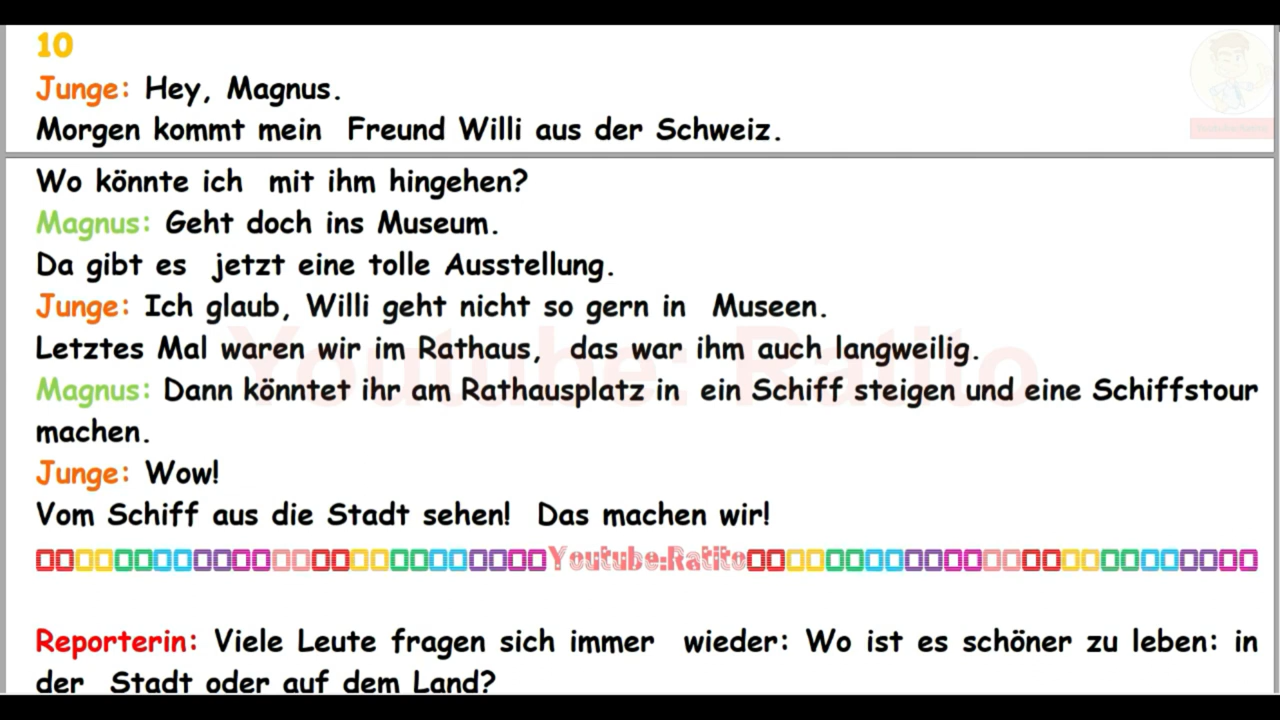 10
Junge: Hey, Magnus.
Morgen kommt mein Freund Willi aus der Schweiz.
Wo könnte ich mit ihm hingehen?
Magnus: Geht doch ins Museum.
Da gibt es jetzt eine tolle Ausstellung.
Junge: Ich glaub, Willi geht nicht so gern in Museen.
Letztes Mal waren wir im Rathaus, das war ihm auch langweilig.
Youtube: Ratito
Magnus: Dann könntet ihr am Rathausplatz in ein Schiff steigen und eine Schiffstour
machen.
Junge: Wow!
Vom Schiff aus die Stadt sehen! Das machen wir!
Youtube:Ratito
Reporterin: Viele Leute fragen sich immer wieder: Wo ist es schöner zu leben: in
der Stadt oder auf dem Land?